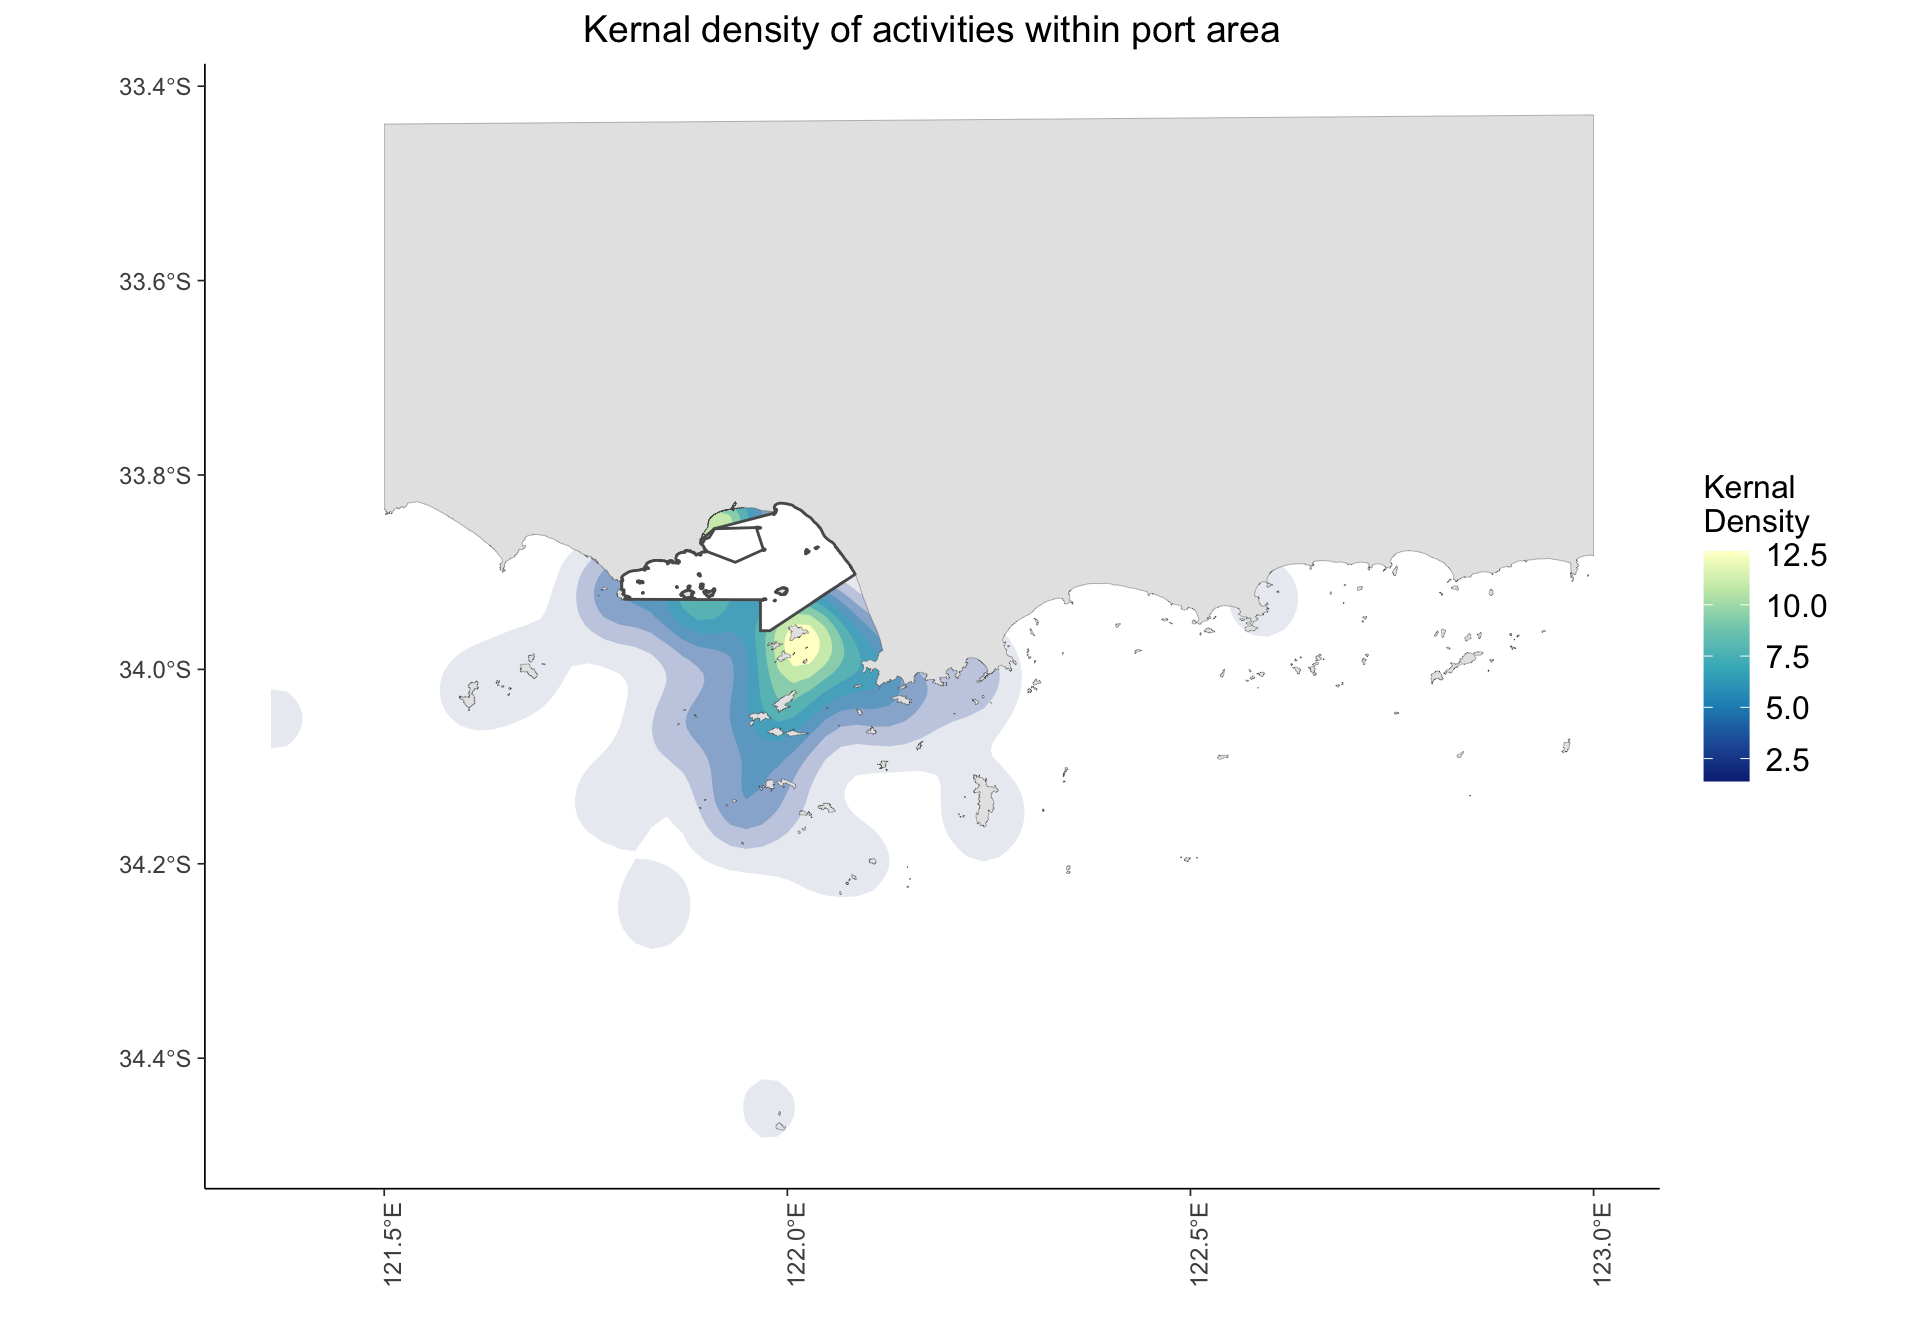 Kernal density of activities within port area
33.4°S
33.6°S
33.8°S
34.0°S
34.2°S
34.4°S
121.5°E
122.0°E
122.5°E
123.0°E
Kernal
Density
12.5
10.0
7.5
5.0
2.5